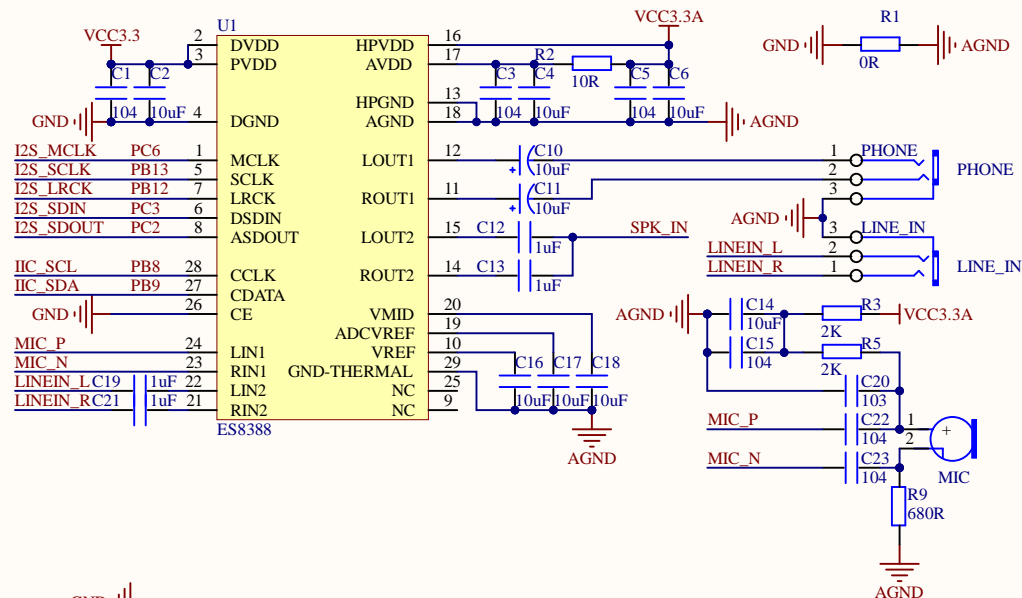 U1
VCC3.3
C1
C2
104
10uF
GND
2 DVDD
3 PVDD
4 DGND
I2S_MCLK PC6 1 MCLK
I2S_SCLK PB13 5 SCLK
I2S_LRCK PB12 7 LRCK
I2S_SDIN PC3 6 DSDIN
I2S_SDOUT PC2 8 ASDOUT
IIC_SCL PB8 28 CCLK
IIC_SDA PB9 27 CDATA
GND 26 CE
MIC_P 24 LIN1
MIC_N 23 RIN1
LINEIN_L C19 1uF 22 LIN2
LINEIN_R C21 1uF 21 RIN2
ES8388
HPVDD 16
AVDD 17
HPGND 13
AGND 18
LOUT1 12
ROUT1 11
LOUT2 15
ROUT2 14
VMID 20
ADCVREF 19
VREF 10
GND-THERMAL 29
NC 25
NC 9
VCC3.3A
R2
10R
C3
C4
C5
C6
104
10uF
104
10uF
AGND
+
C10
10uF
+
C11
10uF
C12
1uF
C13
1uF
SPK_IN
C16
C17
C18
10uF
10uF
10uF
AGND
R1
GND
0R
AGND
1 PHONE
2
3
PHONE
AGND
3 LINE_IN
LINEIN_L 2
LINEIN_R 1
LINE_IN
AGND
C14
10uF
R3
2K
VCC3.3A
C15
104
R5
2K
C20
103
MIC_P
C22
104
1
+
2
MIC_N
C23
104
MIC
R9
680R
AGND